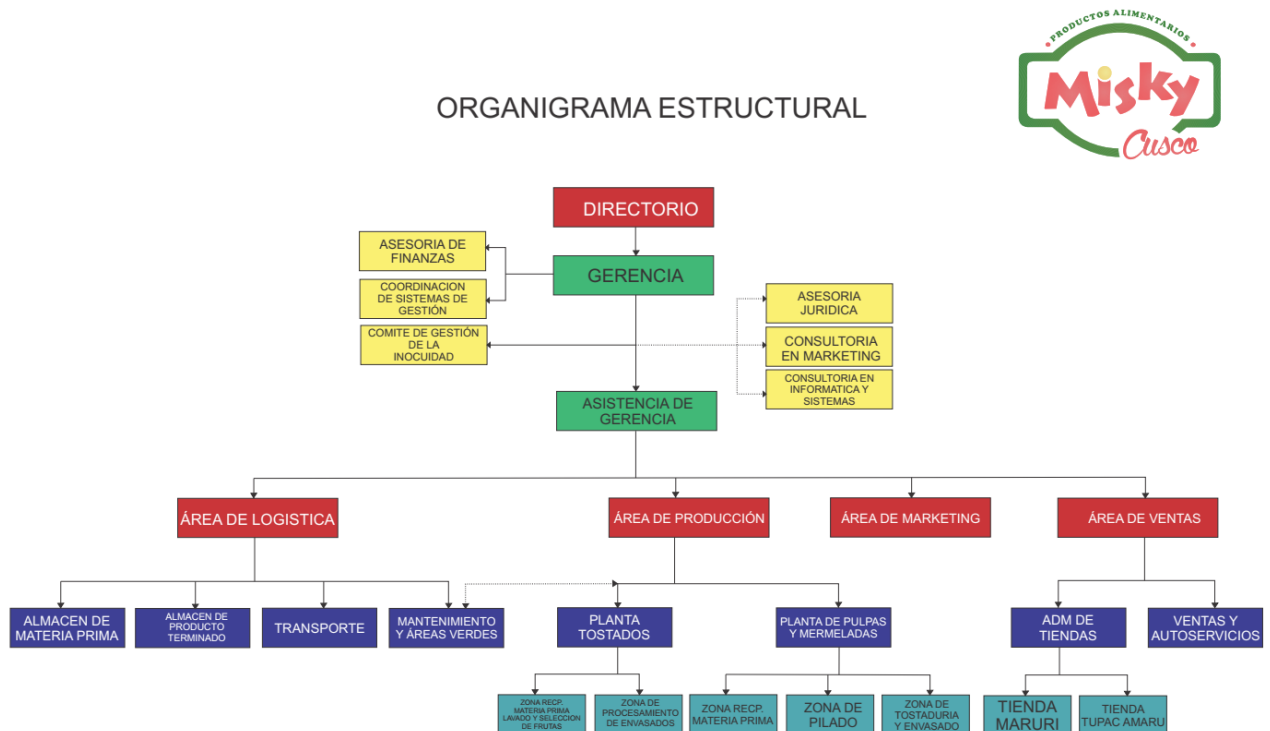 PRODUCTOS ALIMENTARIOS
Misky
Cusco
ORGANIGRAMA ESTRUCTURAL
DIRECTORIO
ASESORIA DE
FINANZAS
GERENCIA
COORDINACION
DE SISTEMAS DE
GESTIÓN
ASESORIA
JURIDICA
COMITE DE GESTIÓN
DE LA
INOCUIDAD
CONSULTORIA
EN MARKETING
CONSULTORIA EN
INFORMATICA Y
SISTEMAS
ASISTENCIA DE
GERENCIA
ÁREA DE LOGISTICA
ÁREA DE PRODUCCIÓN
ÁREA DE MARKETING
ÁREA DE VENTAS
ALMACEN DE
MATERIA PRIMA
ALMACEN DE
PRODUCTO
TERMINADO
TRANSPORTE
MANTENIMIENTO
Y ÁREAS VERDES
PLANTA
TOSTADOS
PLANTA DE PULPAS
Y MERMELADAS
ADM DE
TIENDAS
VENTAS Y
AUTOSERVICIOS
ZONA RECP.
MATERIA PRIMA
LAVADO Y SELECCION
DE FRUTAS
ZONA DE
PROCESAMIENTO
DE ENVASADOS
ZONA RECP.
MATERIA PRIMA
ZONA DE
PILADO
ZONA DE
TOSTADURIA
Y ENVASADO
TIENDA
MARURI
TIENDA
TUPAC AMARU